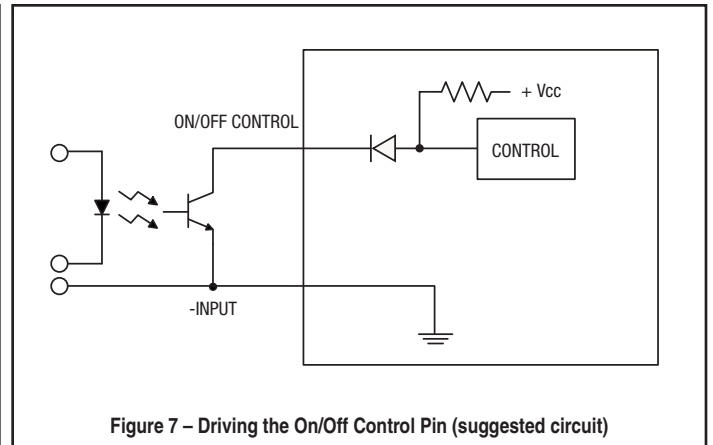 + Vcc
ON/OFF CONTROL
CONTROL
-INPUT
Figure 7 – Driving the On/Off Control Pin (suggested circuit)